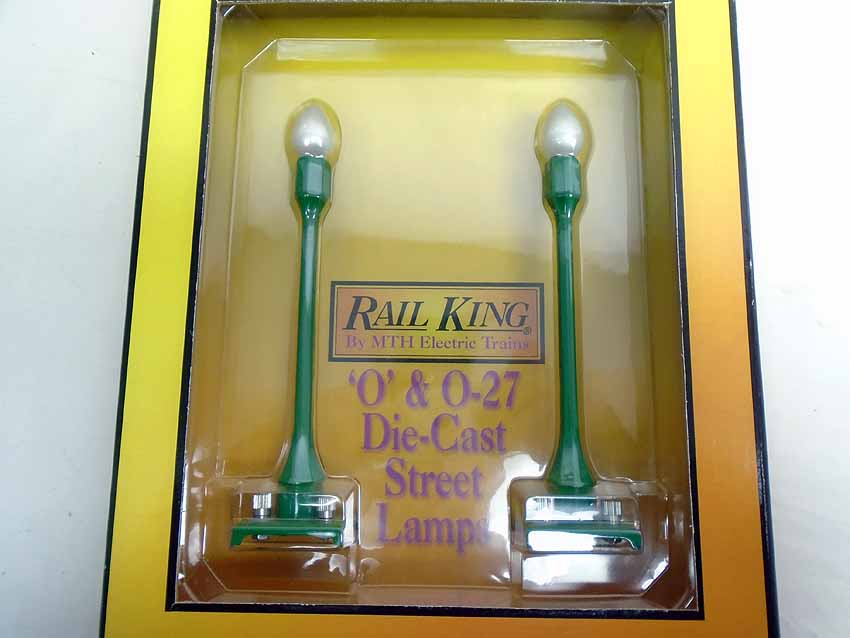 RAIL KING®
By MTH Electric Trains
‘O’ & O-27
Die-Cast
Street
Lamps